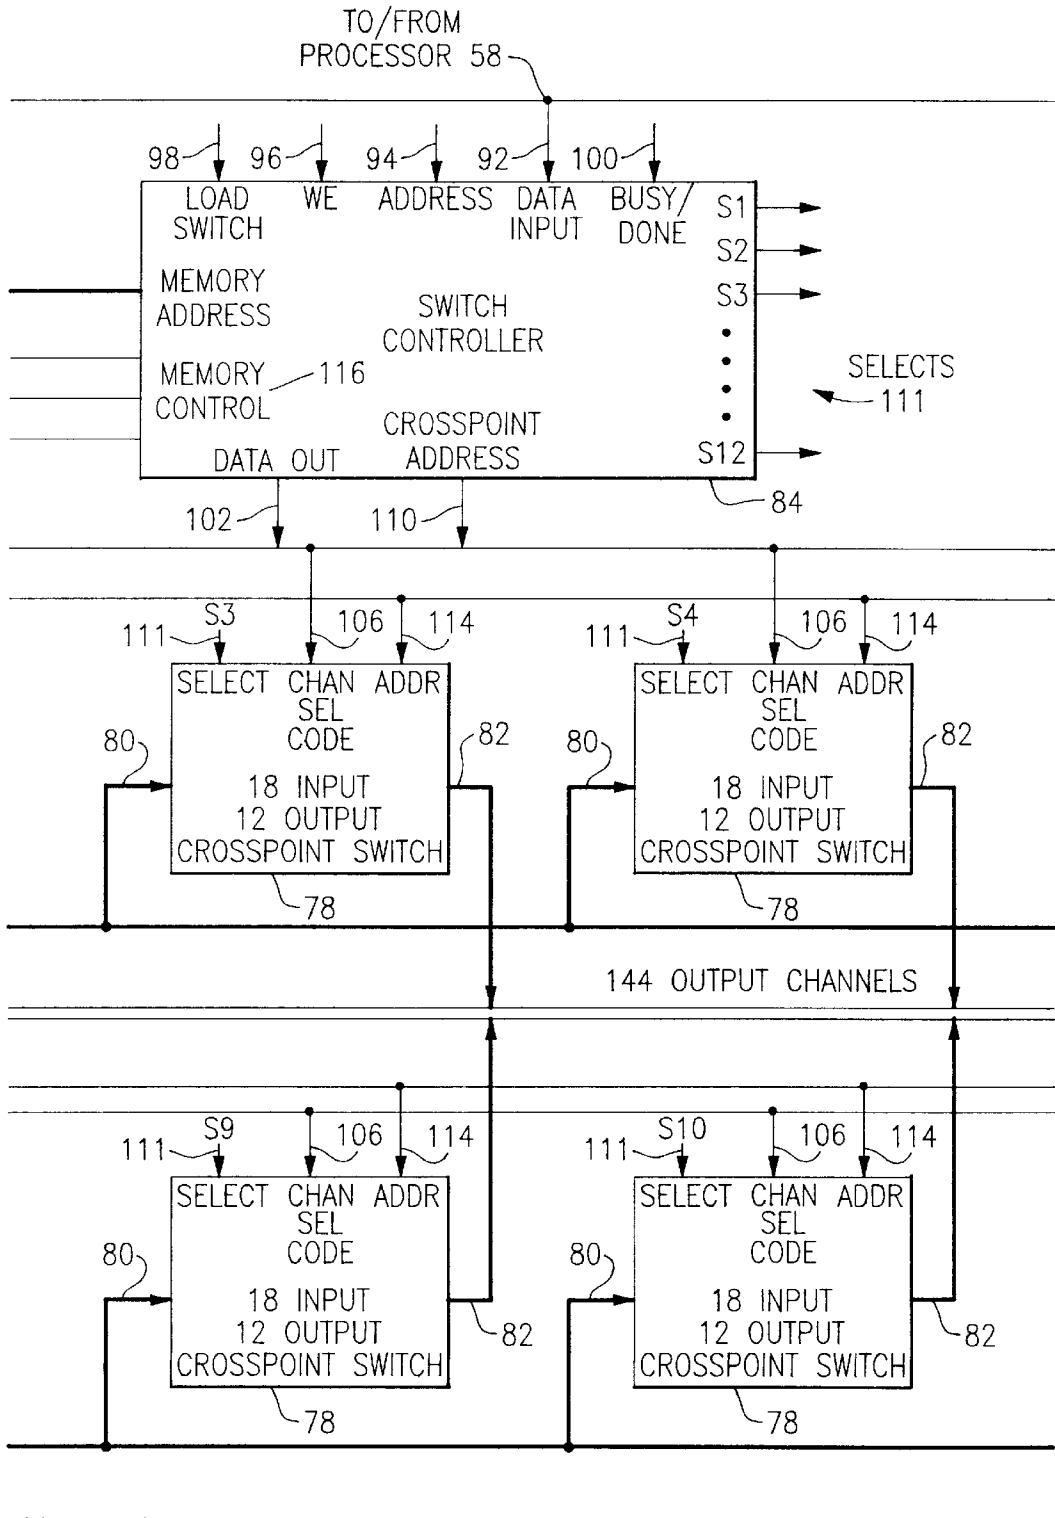 TO/FROM
PROCESSOR 58
98 96 94 92 100
LOAD SWITCH
WE
ADDRESS
DATA INPUT
BUSY/DONE
S1
S2
S3
S12
MEMORY ADDRESS
SWITCH CONTROLLER
MEMORY CONTROL
116
SELECTS
111
DATA OUT
CROSSPOINT ADDRESS
84
102
110
S3
111
106
114
SELECT CHAN ADDR
SEL
CODE
80
82
18 INPUT
12 OUTPUT
CROSSPOINT SWITCH
78
S4
111
106
114
SELECT CHAN ADDR
SEL
CODE
80
82
18 INPUT
12 OUTPUT
CROSSPOINT SWITCH
78
144 OUTPUT CHANNELS
S9
111
106
114
SELECT CHAN ADDR
SEL
CODE
80
82
18 INPUT
12 OUTPUT
CROSSPOINT SWITCH
78
S10
111
106
114
SELECT CHAN ADDR
SEL
CODE
80
82
18 INPUT
12 OUTPUT
CROSSPOINT SWITCH
78